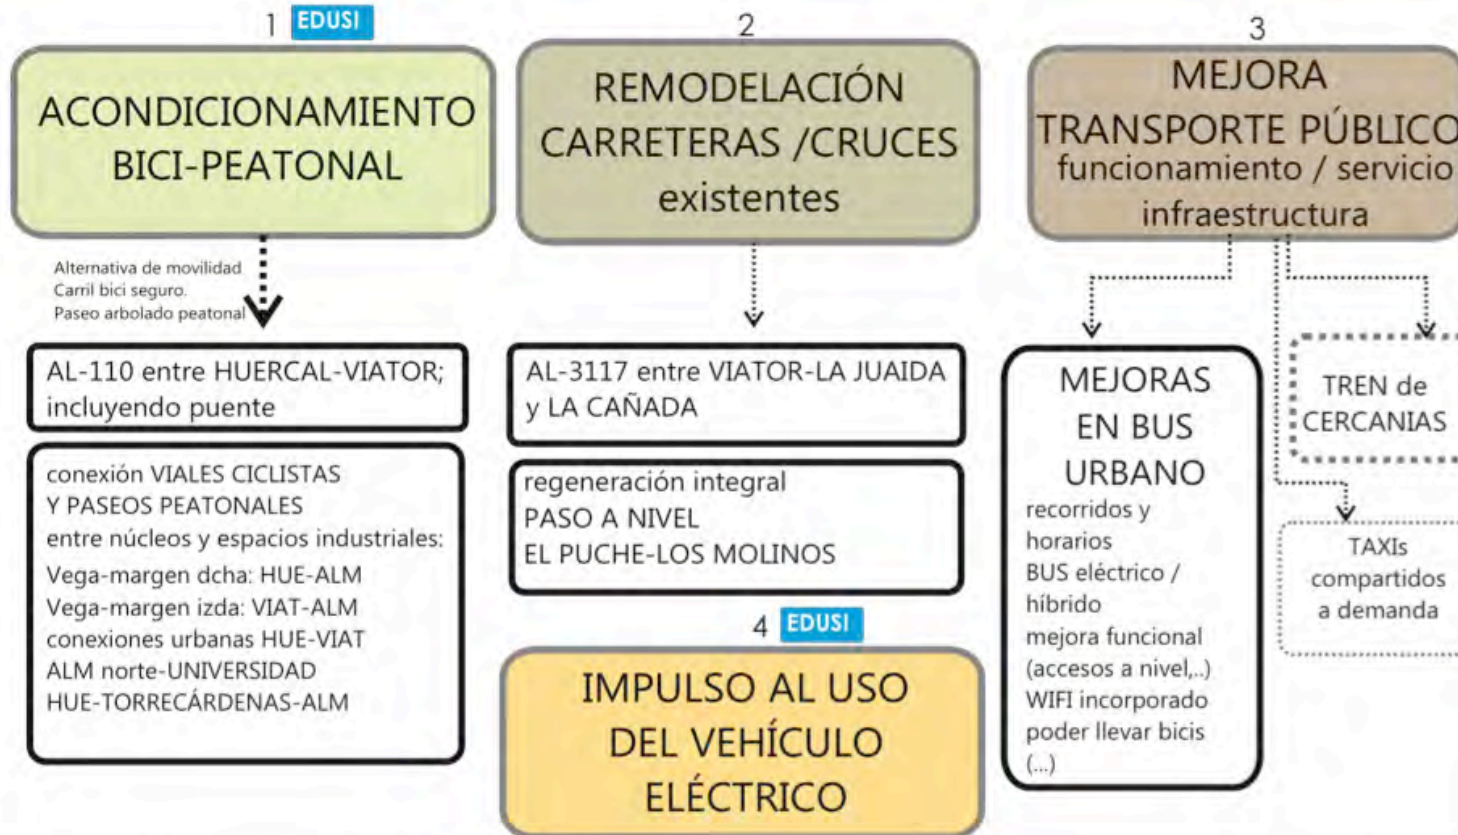 1 EDUSI
ACONDICIONAMIENTO
BICI-PEATONAL
Alternativa de movilidad
Carril bici seguro.
Paseo arbolado peatonal
AL-110 entre HUERCAL-VIATOR;
incluyendo puente
conexión VIALES CICLISTAS
Y PASEOS PEATONALES
entre núcleos y espacios industriales:
Vega-margen dcha: HUE-ALM
Vega-margen izda: VIAT-ALM
conexiones urbanas HUE-VIAT
ALM norte-UNIVERSIDAD
HUE-TORRECÁRDENAS-ALM
2
REMODELACIÓN
CARRETERAS /CRUCES
existentes
AL-3117 entre VIATOR-LA JUAIDA
y LA CAÑADA
regeneración integral
PASO A NIVEL
EL PUCHE-LOS MOLINOS
4 EDUSI
IMPULSO AL USO
DEL VEHÍCULO
ELÉCTRICO
3
MEJORA
TRANSPORTE PÚBLICO
funcionamiento / servicio
infraestructura
MEJORAS
EN BUS
URBANO
recorridos y
horarios
BUS eléctrico /
híbrido
mejora funcional
(accesos a nivel,..)
WIFI incorporado
poder llevar bicis
(...)
TREN de
CERCANIAS
TAXIs
compartidos
a demanda